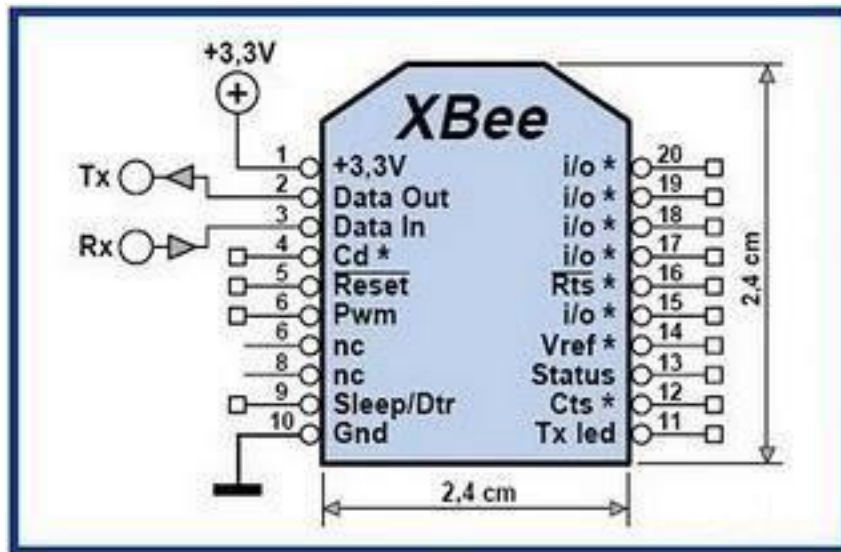 +3,3V
XBee
Tx
Rx
1 +3,3V
2 Data Out
3 Data In
4 Cd *
5 Reset
6 Pwm
6 nc
8 nc
9 Sleep/Dtr
10 Gnd
i/o * 20
i/o * 19
i/o * 18
i/o * 17
Rts * 16
i/o * 15
Vref * 14
Status 13
Cts * 12
Tx led 11
2,4 cm
2,4 cm